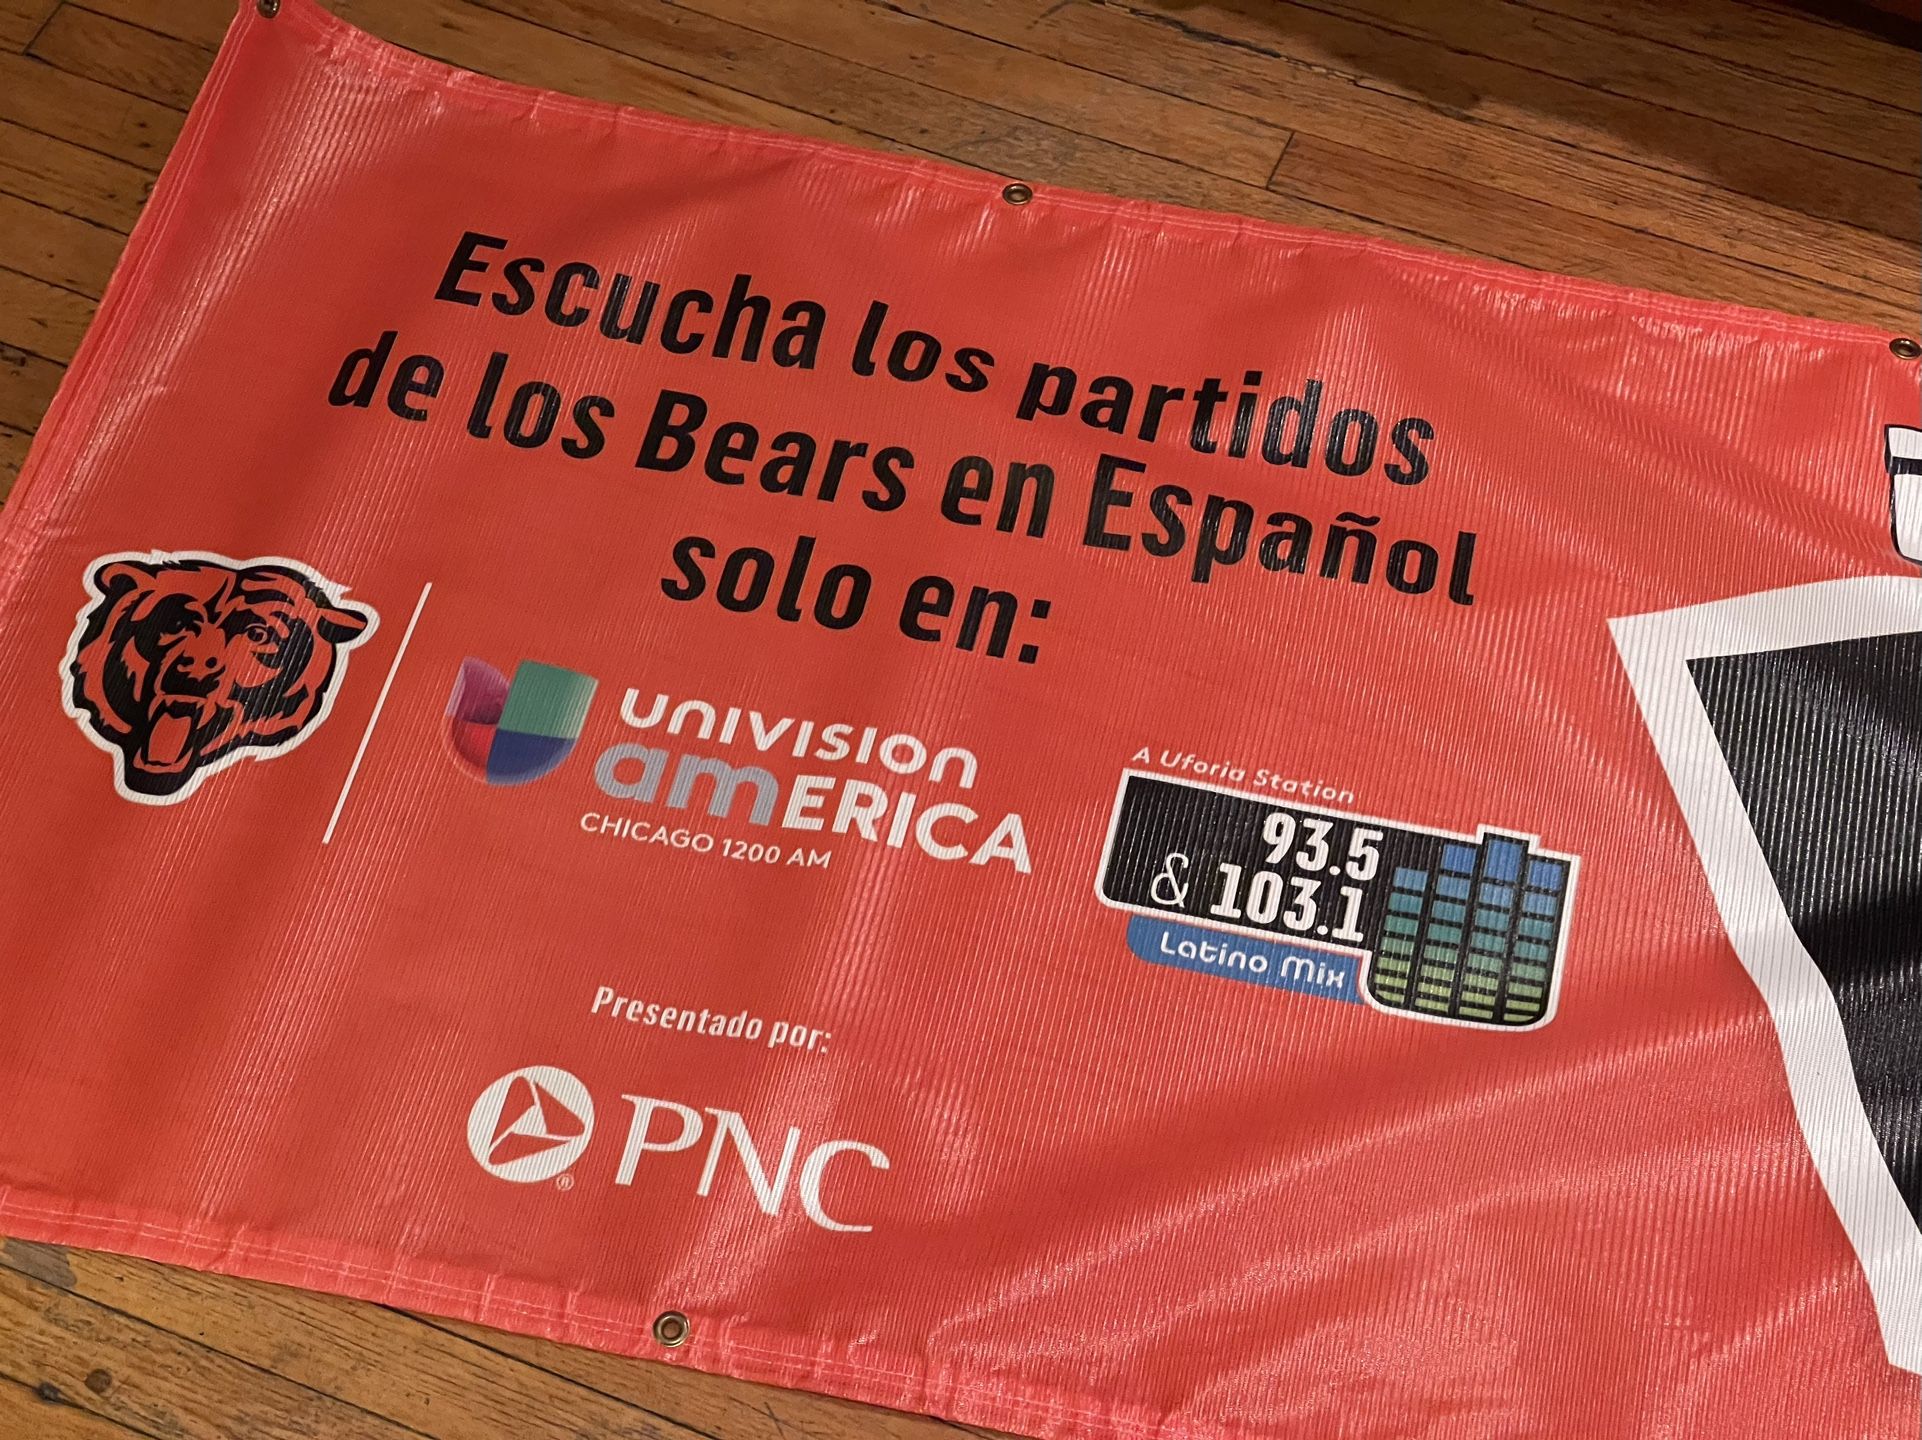 Escucha los partidos
de los Bears en Español
solo en:
UNIVISION
amERICA
CHICAGO 1200 AM
A Uforia Station
93.5
& 103.1
Latino Mix
Presentado por:
PNC